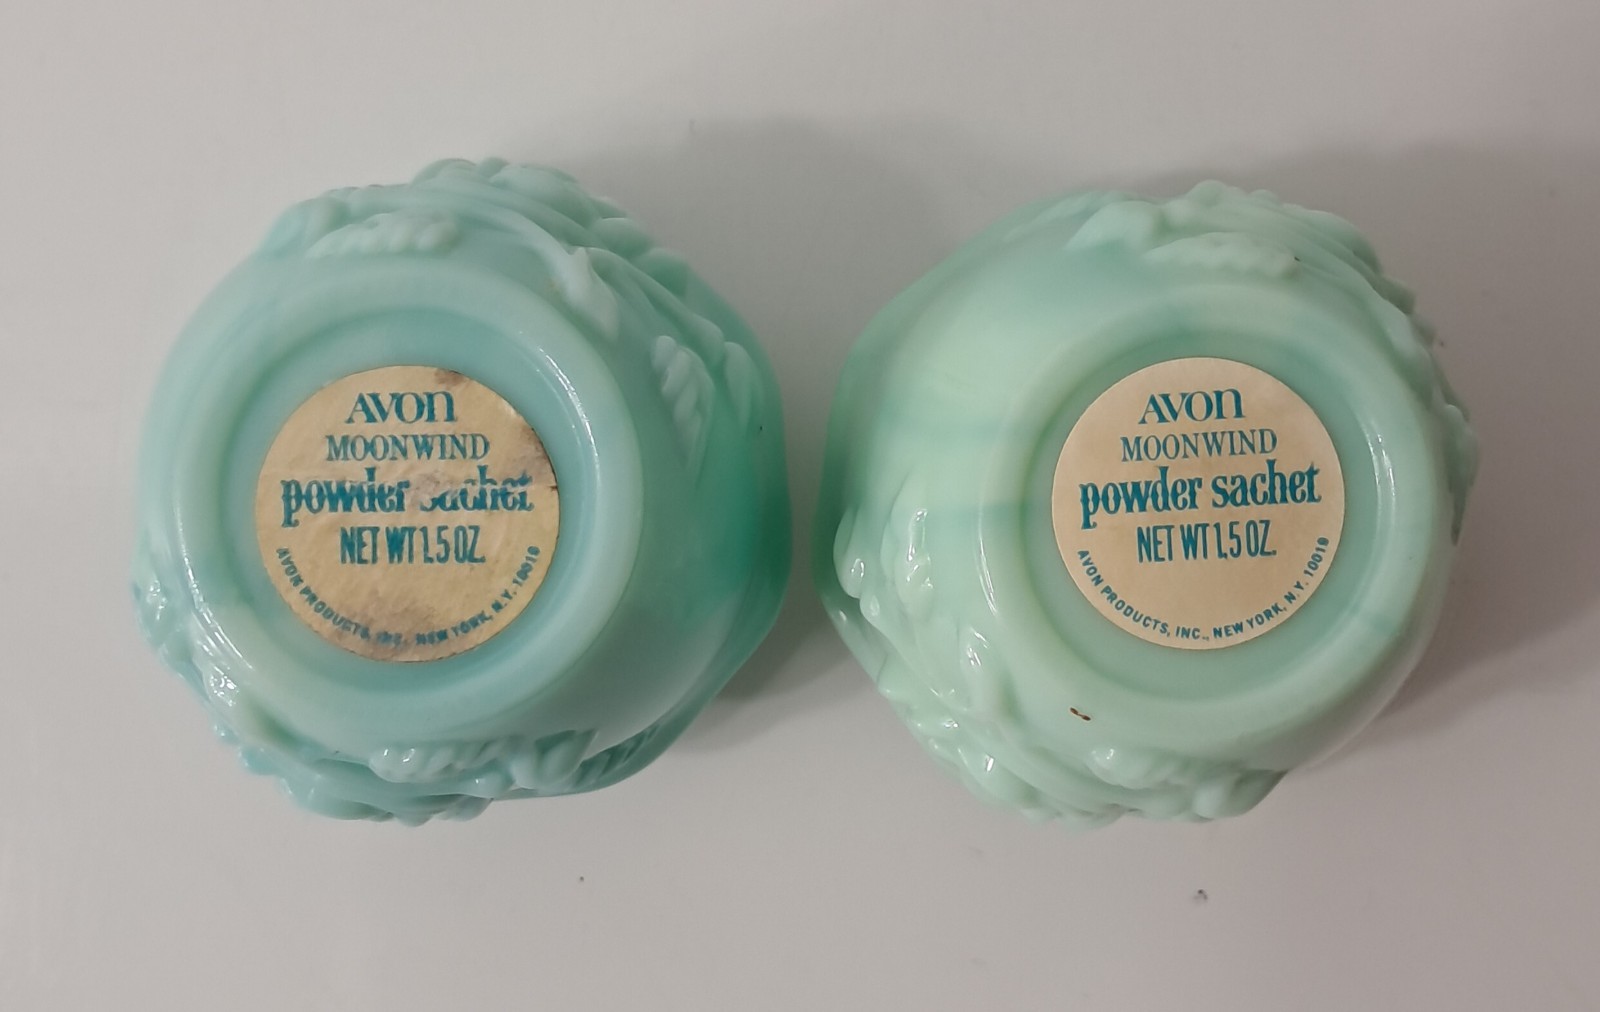 AVON
MOONWIND
powder sachet
NET WT 1.5 OZ.
AVON PRODUCTS, INC., NEW YORK, N.Y. 10019
AVON
MOONWIND
powder sachet
NET WT 1.5 OZ.
AVON PRODUCTS, INC., NEW YORK, N.Y. 10019